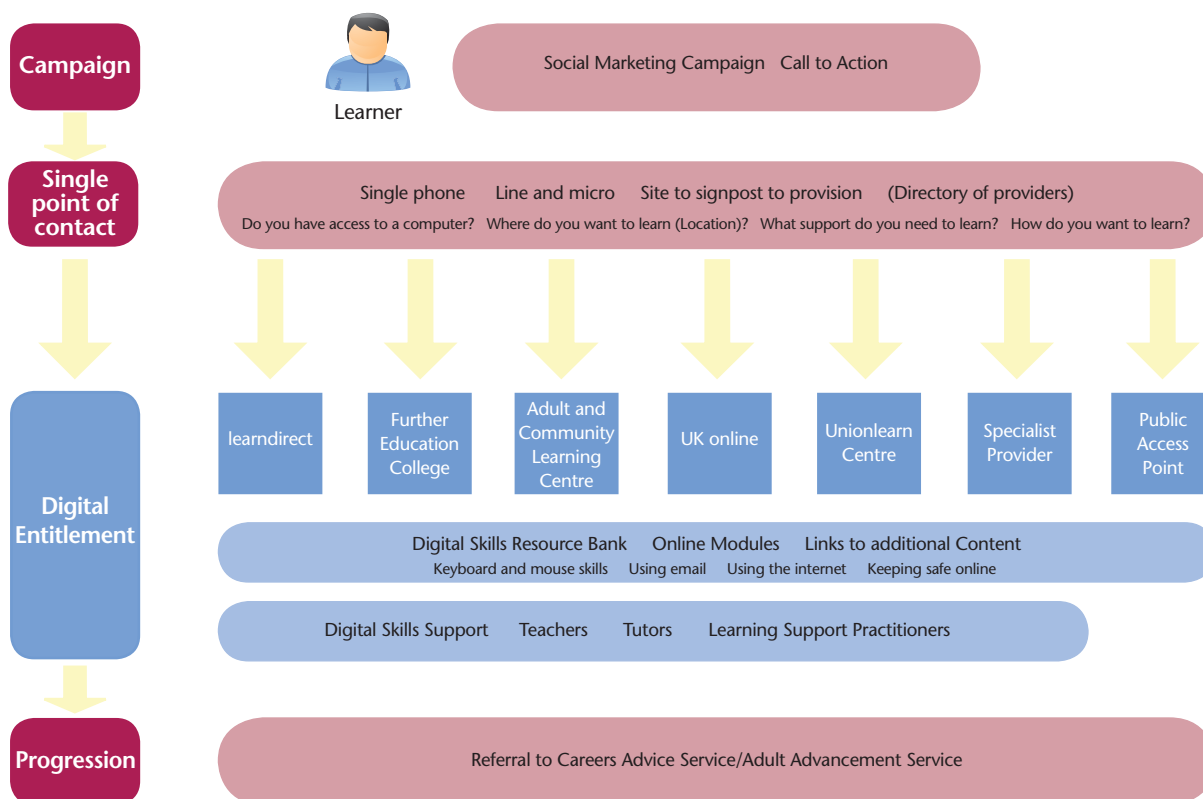 Campaign
Learner
Social Marketing Campaign Call to Action
Single
point of
contact
Single phone Line and micro Site to signpost to provision (Directory of providers)
Do you have access to a computer? Where do you want to learn (Location)? What support do you need to learn? How do you want to learn?
Digital
Entitlement
learndirect
Further
Education
College
Adult and
Community
Learning
Centre
UK online
Unionlearn
Centre
Specialist
Provider
Public
Access
Point
Digital Skills Resource Bank Online Modules Links to additional Content
Keyboard and mouse skills Using email Using the internet Keeping safe online
Digital Skills Support Teachers Tutors Learning Support Practitioners
Progression
Referral to Careers Advice Service/Adult Advancement Service